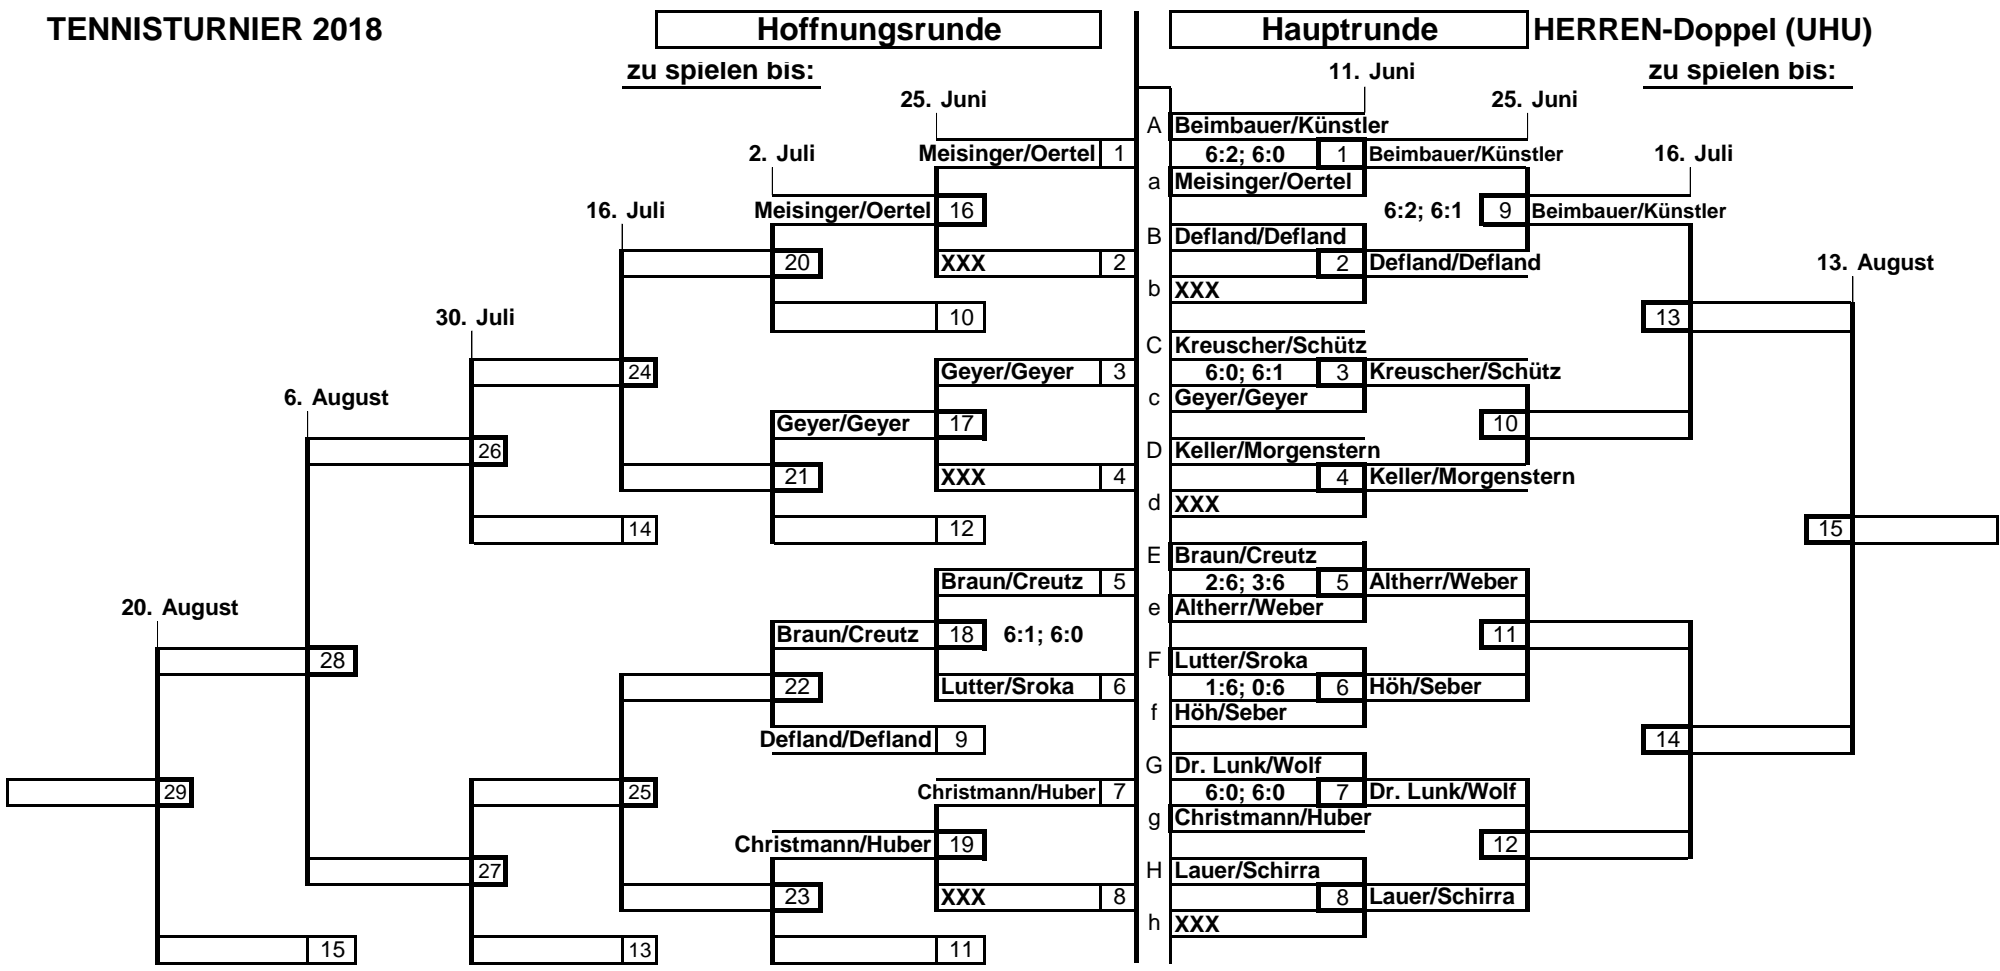 TENNISTURNIER 2018 Hoffnungsrunde Hauptrunde HERREN-Doppel (UHU)
zu spielen bis: 11. Juni zu spielen bis:
25. Juni 25. Juni
A Beimbauer/Künstler
2. Juli Meisinger/Oertel 1 6:2; 6:0 1 Beimbauer/Künstler 16. Juli
a Meisinger/Oertel
16. Juli Meisinger/Oertel 16 6:2; 6:1 9 Beimbauer/Künstler
B Defland/Defland
20 XXX 2 2 Defland/Defland 13. August
b XXX
30. Juli 10 13
C Kreuscher/Schütz
24 Geyer/Geyer 3 6:0; 6:1 3 Kreuscher/Schütz
6. August c Geyer/Geyer
Geyer/Geyer 17 10
26 D Keller/Morgenstern
21 XXX 4 4 Keller/Morgenstern
d XXX
14 12 15
E Braun/Creutz
Braun/Creutz 5 2:6; 3:6 5 Altherr/Weber
20. August e Altherr/Weber
Braun/Creutz 18 6:1; 6:0 11
28 F Lutter/Sroka
22 Lutter/Sroka 6 1:6; 0:6 6 Höh/Seber
f Höh/Seber
Defland/Defland 9 14
G Dr. Lunk/Wolf
29 25 Christmann/Huber 7 6:0; 6:0 7 Dr. Lunk/Wolf
g Christmann/Huber
Christmann/Huber 19 12
27 H Lauer/Schirra
23 XXX 8 8 Lauer/Schirra
h XXX
15 13 11